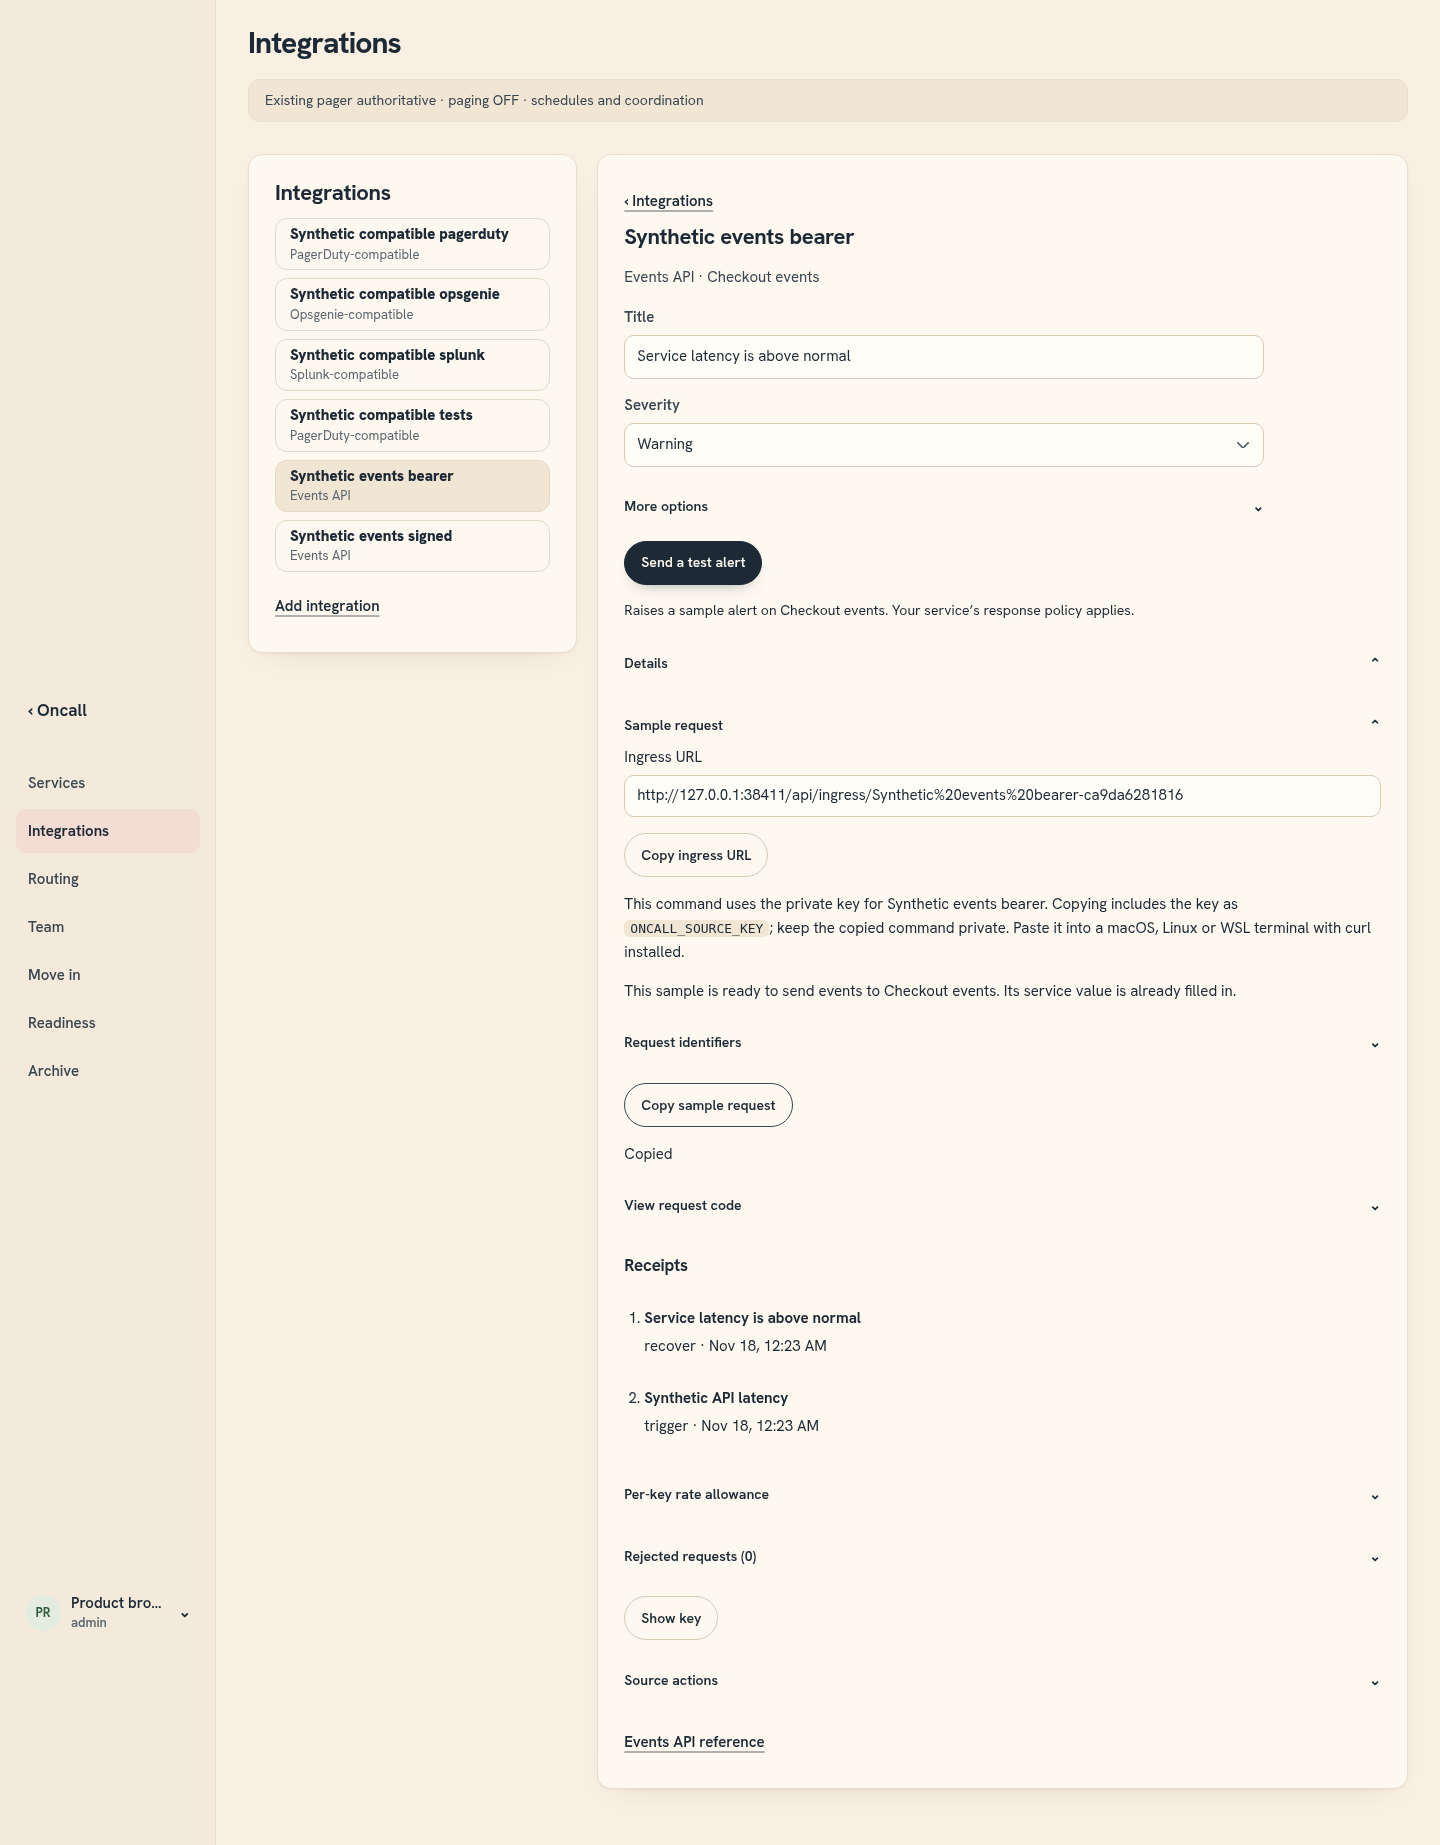 ‹ Oncall
Services
Integrations
Routing
Team
Move in
Readiness
Archive
PR
Product bro…
admin
Integrations
Existing pager authoritative · paging OFF · schedules and coordination
Integrations
Synthetic compatible pagerduty
PagerDuty-compatible
Synthetic compatible opsgenie
Opsgenie-compatible
Synthetic compatible splunk
Splunk-compatible
Synthetic compatible tests
PagerDuty-compatible
Synthetic events bearer
Events API
Synthetic events signed
Events API
Add integration
‹ Integrations
Synthetic events bearer
Events API · Checkout events
Title
Service latency is above normal
Severity
Warning
More options
Send a test alert
Raises a sample alert on Checkout events. Your service’s response policy applies.
Details
Sample request
Ingress URL
http://127.0.0.1:38411/api/ingress/Synthetic%20events%20bearer-ca9da6281816
Copy ingress URL
This command uses the private key for Synthetic events bearer. Copying includes the key as
ONCALL_SOURCE_KEY; keep the copied command private. Paste it into a macOS, Linux or WSL terminal with curl
installed.
This sample is ready to send events to Checkout events. Its service value is already filled in.
Request identifiers
Copy sample request
Copied
View request code
Receipts
1. Service latency is above normal
recover · Nov 18, 12:23 AM
2. Synthetic API latency
trigger · Nov 18, 12:23 AM
Per-key rate allowance
Rejected requests (0)
Show key
Source actions
Events API reference